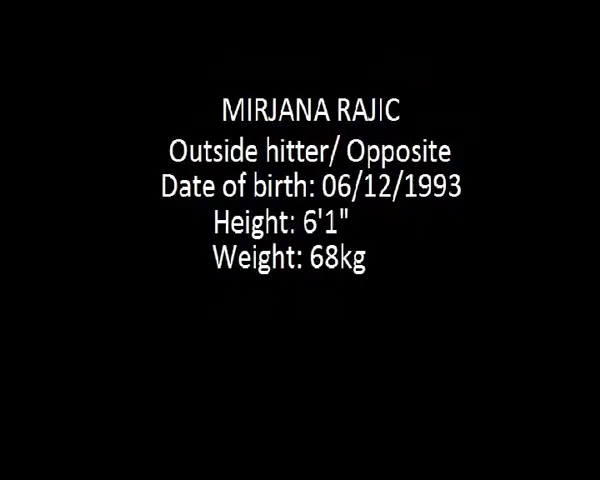 MIRJANA RAJIC
Outside hitter/ Opposite
Date of birth: 06/12/1993
Height: 6'1"
Weight: 68kg